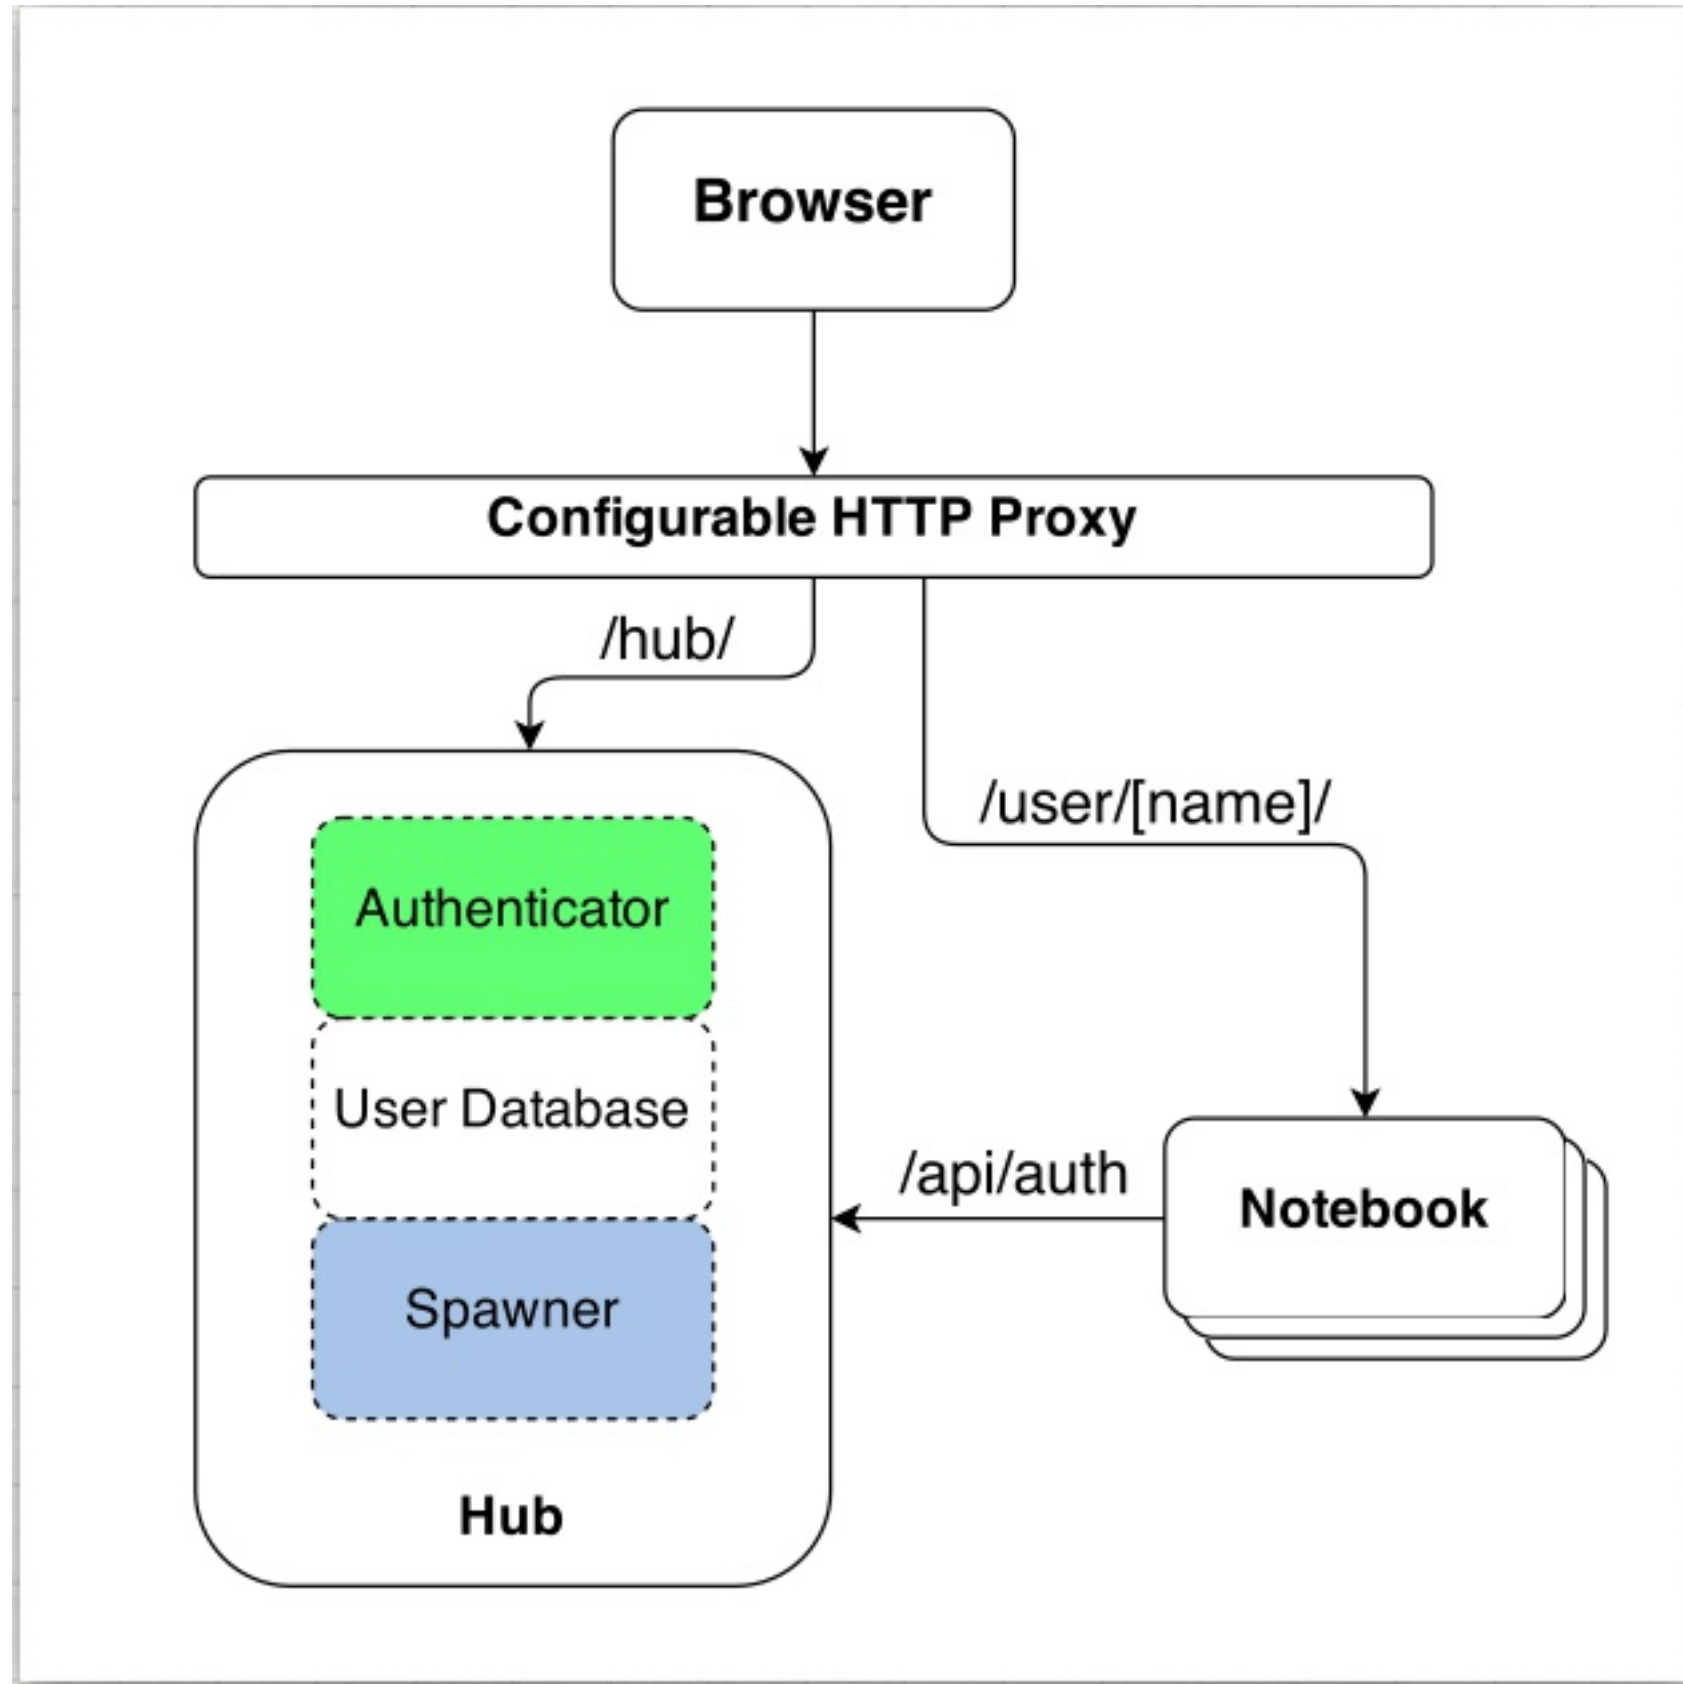 Browser
Configurable HTTP Proxy
/hub/
/user/[name]/
Authenticator
User Database
/api/auth
Notebook
Spawner
Hub